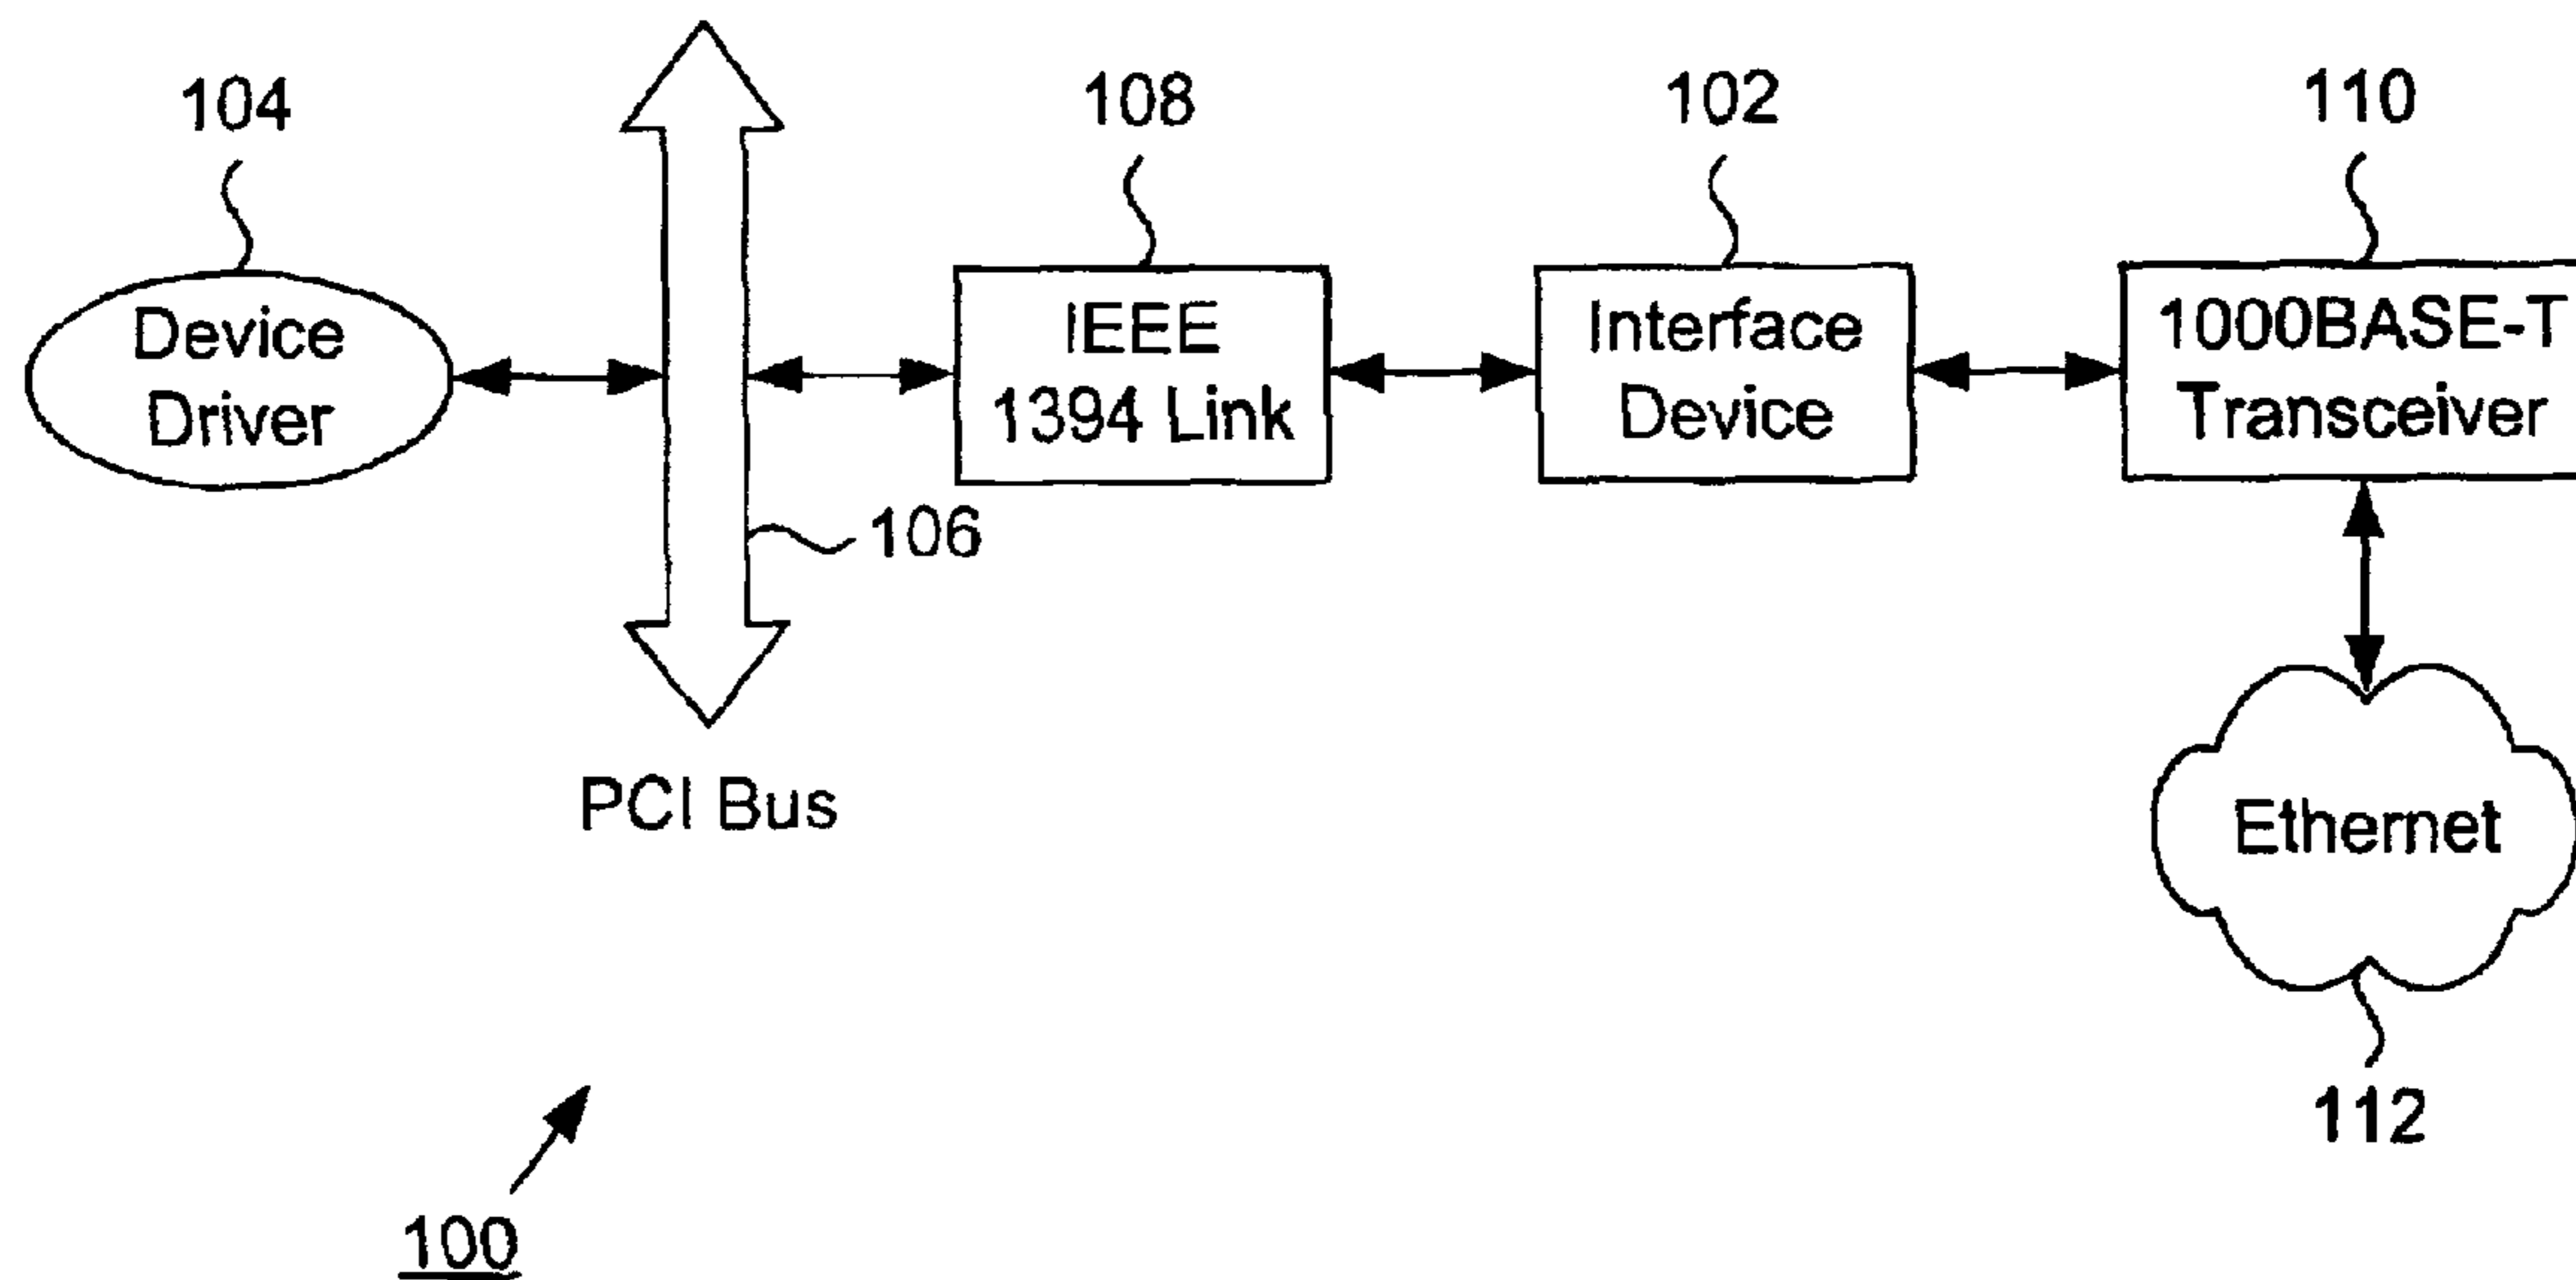 104
108
102
110
Device
Driver
IEEE
1394 Link
Interface
Device
1000BASE-T
Transceiver
106
PCI Bus
Ethernet
112
100